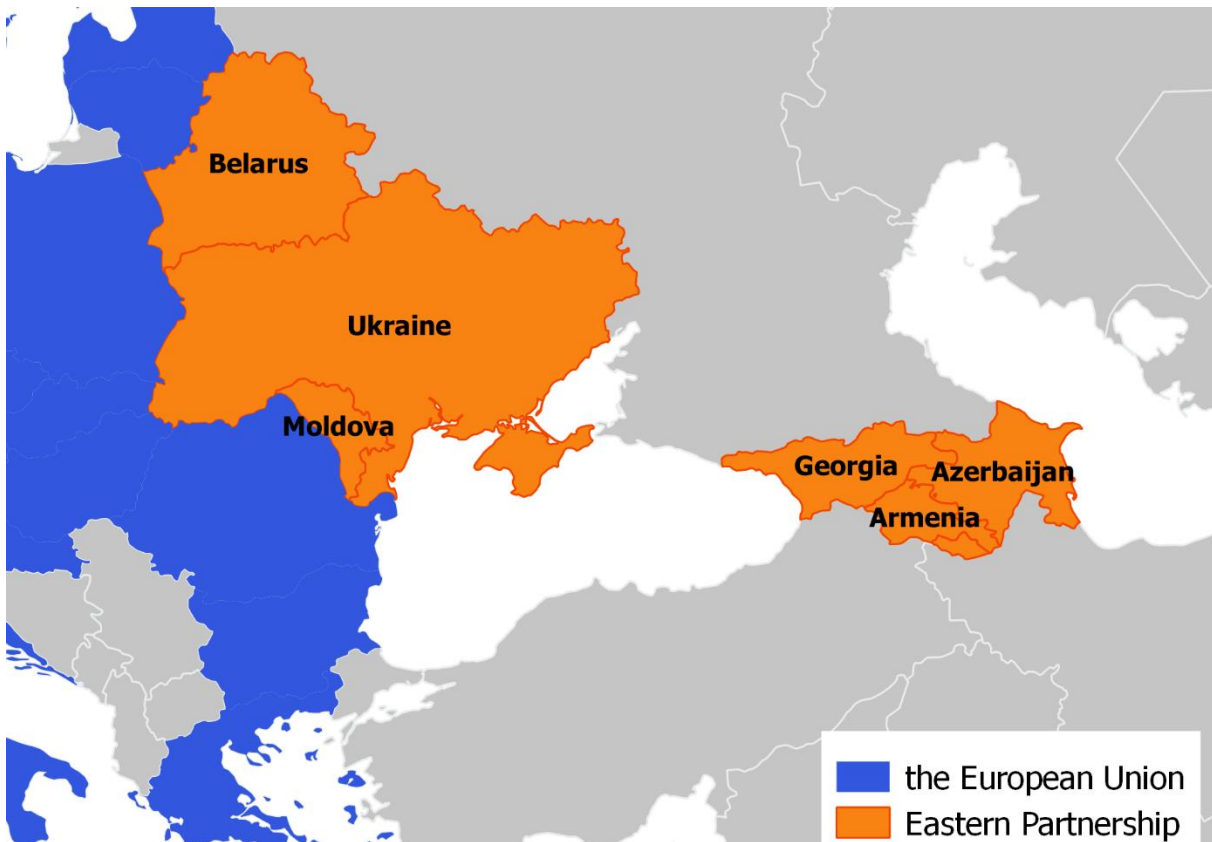 Belarus
Ukraine
Moldova
Georgia
Azerbaijan
Armenia
the European Union
Eastern Partnership